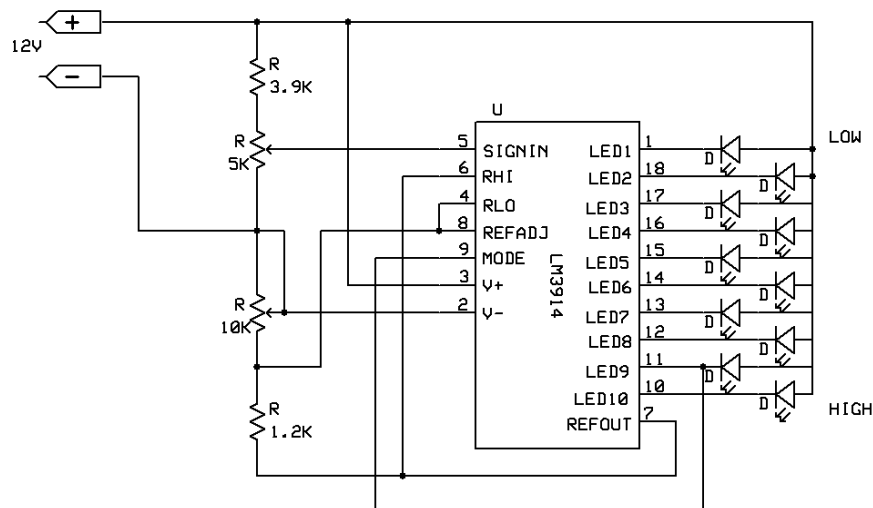 +
12V
-
R
3.9K
R
5K
R
10K
R
1.2K
U
5
SIGNIN
6
RHI
4
RLO
8
REFADJ
9
MODE
3
V+
2
V-
LM3914
LED1
1
LED2
18
LED3
17
LED4
16
LED5
15
LED6
14
LED7
13
LED8
12
LED9
11
LED10
10
REFOUT
7
D
D
D
D
D
D
D
D
D
D
LOW
HIGH